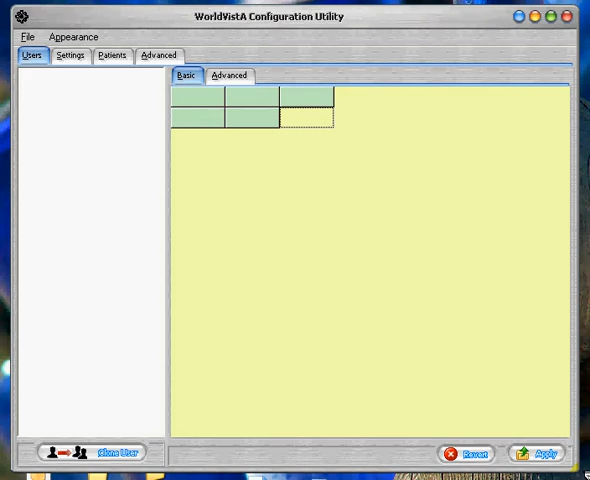 WorldVistA Configuration Utility
File Appearance
Users Settings Patients Advanced
Basic Advanced
Clone User Revert Apply